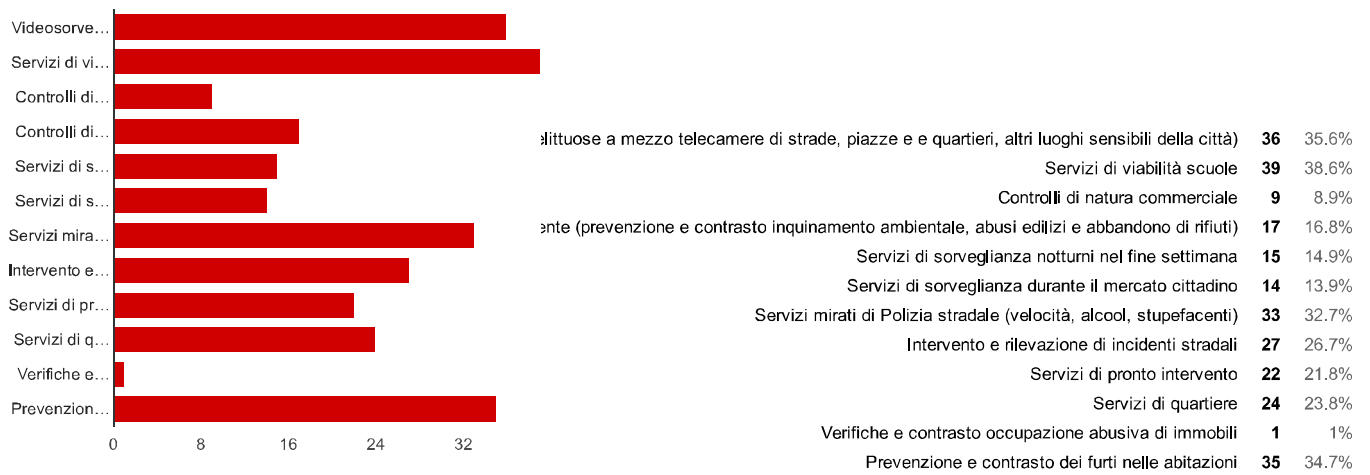 Videosorve...
Servizi di vi...
Controlli di...
Controlli di...
Servizi di s...
Servizi di s...
Servizi mira...
Intervento e...
Servizi di pr...
Servizi di q...
Verifiche e...
Prevenzion...
0 8 16 24 32
elittuose a mezzo telecamere di strade, piazze e e quartieri, altri luoghi sensibili della città) 36 35.6%
Servizi di viabilità scuole 39 38.6%
Controlli di natura commerciale 9 8.9%
ente (prevenzione e contrasto inquinamento ambientale, abusi edilizi e abbandono di rifiuti) 17 16.8%
Servizi di sorveglianza notturni nel fine settimana 15 14.9%
Servizi di sorveglianza durante il mercato cittadino 14 13.9%
Servizi mirati di Polizia stradale (velocità, alcool, stupefacenti) 33 32.7%
Intervento e rilevazione di incidenti stradali 27 26.7%
Servizi di pronto intervento 22 21.8%
Servizi di quartiere 24 23.8%
Verifiche e contrasto occupazione abusiva di immobili 1 1%
Prevenzione e contrasto dei furti nelle abitazioni 35 34.7%